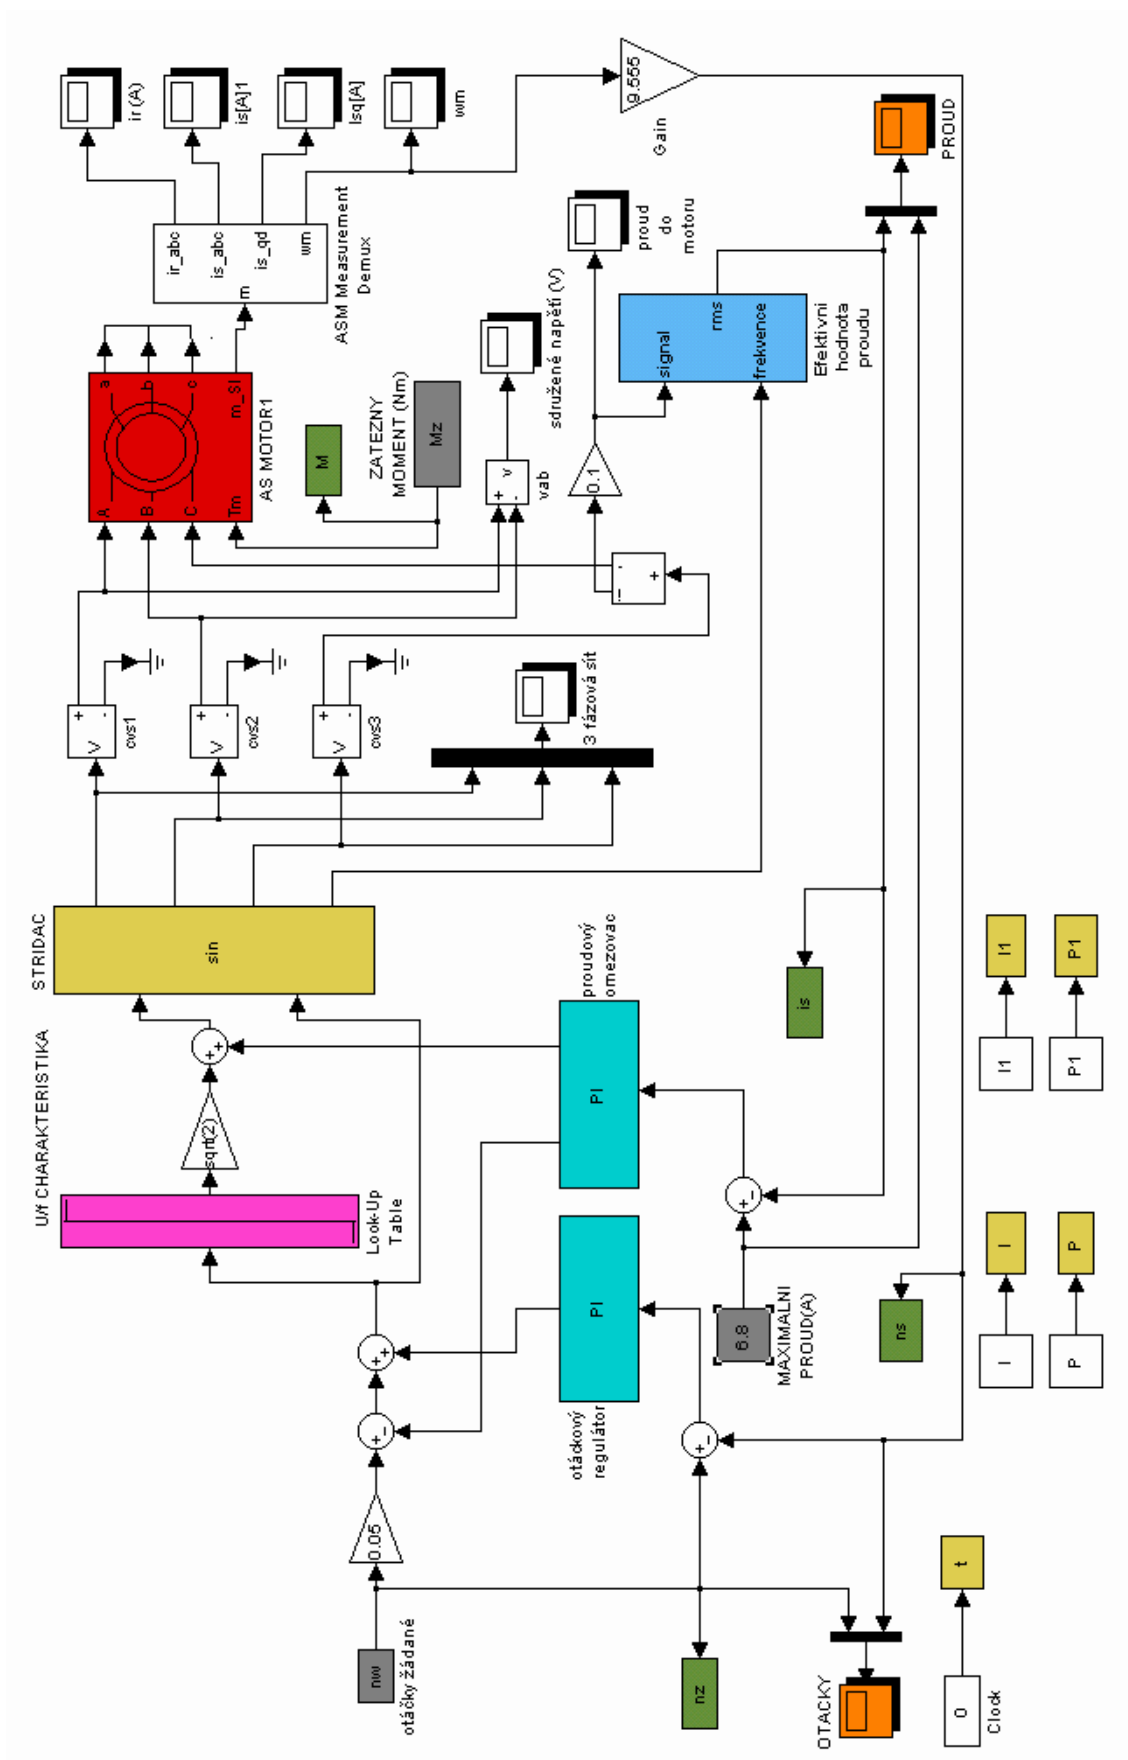 ir (A)
is[A]1
Isq[A]
wm
9.555
Gain
PROUD
ir_abc
is_abc
is_qd
wm
m
ASM Measurement
Demux
proud
do
motoru
a
b
c
m_SI
A
B
C
Tm
AS MOTOR1
M
ZATEZNY
MOMENT (Nm)
Mz
+
-
v
vab
sdružené napětí (V)
0.1
signal
rms
frekvence
Efektivni
hodnota
proudu
i
-
+
V
+
-
cvs1
V
+
-
cvs2
V
+
-
cvs3
3 fázová sít
STRIDAC
sin
U/f CHARAKTERISTIKA
sqrt(2)
Look-Up
Table
+
+
proudový
omezovac
PI
is
I1
I1
P1
P1
otáckový
regulátor
PI
+
-
6.8
MAXIMALNI
PROUD(A)
ns
I
I
P
P
+
+
+
-
+
-
0.05
nw
otáčky žádané
nz
OTACKY
t
0
Clock